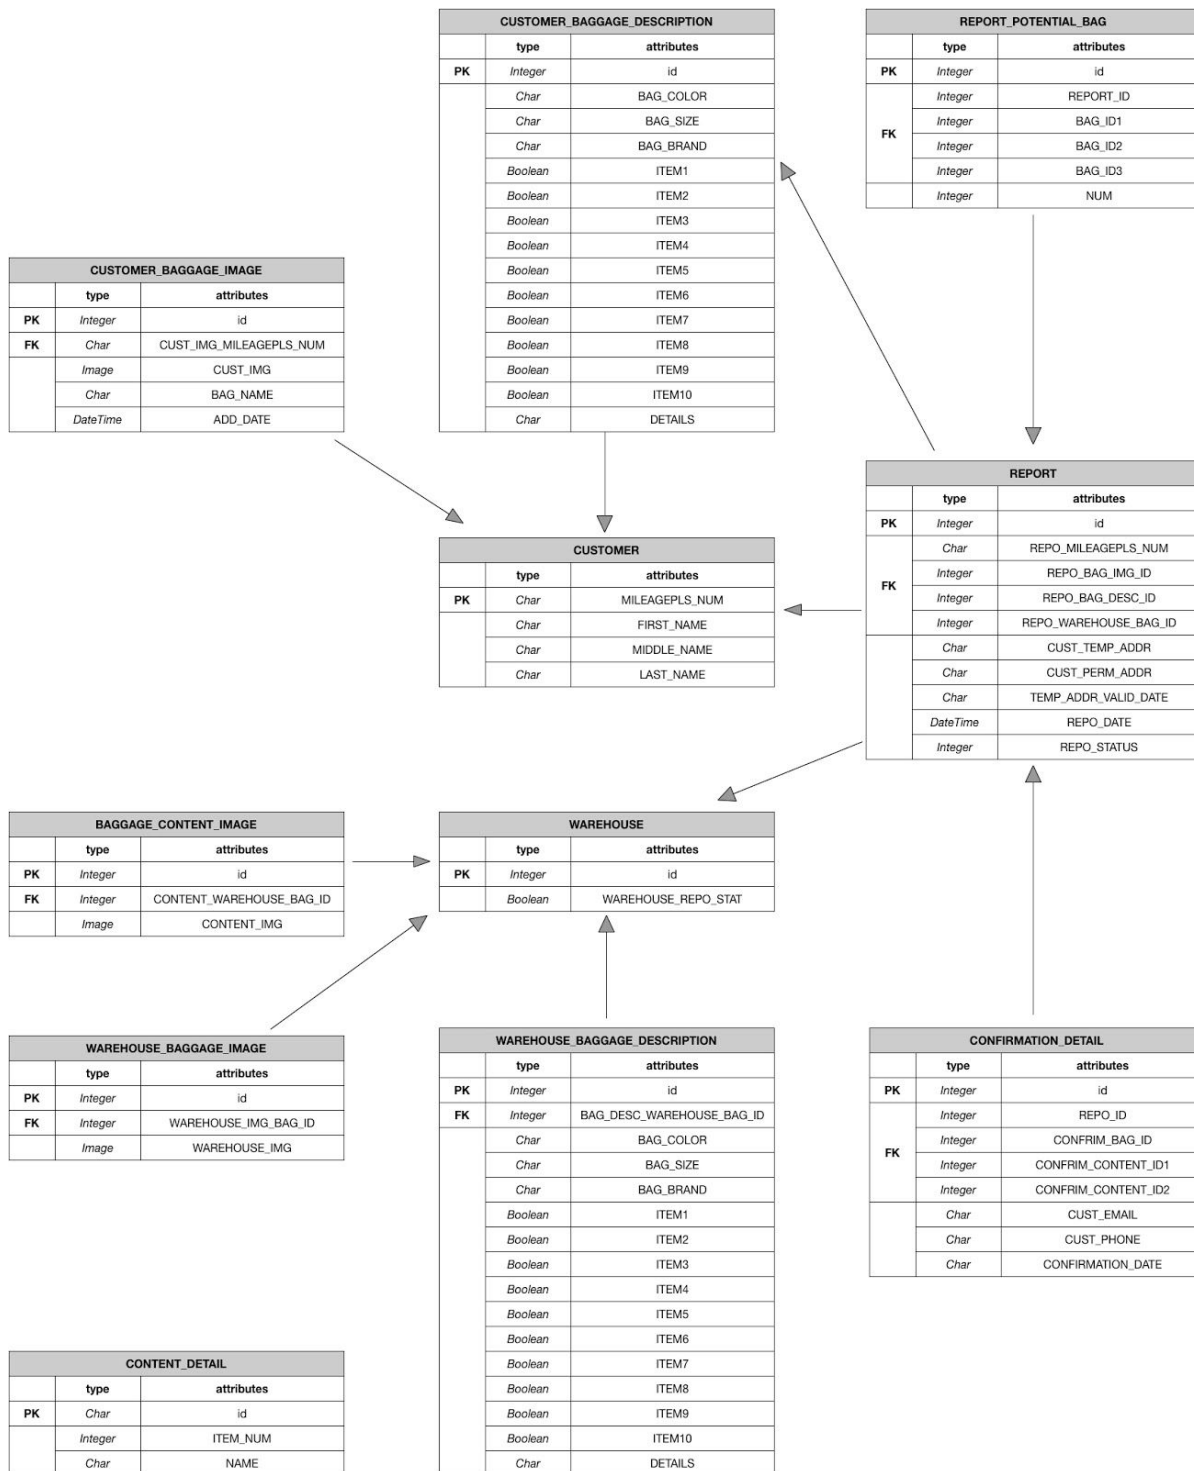 CUSTOMER_BAGGAGE_DESCRIPTION
type attributes
PK Integer id
Char BAG_COLOR
Char BAG_SIZE
Char BAG_BRAND
Boolean ITEM1
Boolean ITEM2
Boolean ITEM3
Boolean ITEM4
Boolean ITEM5
Boolean ITEM6
Boolean ITEM7
Boolean ITEM8
Boolean ITEM9
Boolean ITEM10
Char DETAILS
REPORT_POTENTIAL_BAG
type attributes
PK Integer id
Integer REPORT_ID
FK
Integer BAG_ID1
Integer BAG_ID2
Integer BAG_ID3
Integer NUM
CUSTOMER_BAGGAGE_IMAGE
type attributes
PK Integer id
FK Char CUST_IMG_MILEAGEPLS_NUM
Image CUST_IMG
Char BAG_NAME
DateTime ADD_DATE
CUSTOMER
type attributes
PK Char MILEAGEPLS_NUM
Char FIRST_NAME
Char MIDDLE_NAME
Char LAST_NAME
REPORT
type attributes
PK Integer id
Char REPO_MILEAGEPLS_NUM
FK
Integer REPO_BAG_IMG_ID
Integer REPO_BAG_DESC_ID
Integer REPO_WAREHOUSE_BAG_ID
Char CUST_TEMP_ADDR
Char CUST_PERM_ADDR
Char TEMP_ADDR_VALID_DATE
DateTime REPO_DATE
Integer REPO_STATUS
BAGGAGE_CONTENT_IMAGE
type attributes
PK Integer id
FK Integer CONTENT_WAREHOUSE_BAG_ID
Image CONTENT_IMG
WAREHOUSE
type attributes
PK Integer id
Boolean WAREHOUSE_REPO_STAT
WAREHOUSE_BAGGAGE_IMAGE
type attributes
PK Integer id
FK Integer WAREHOUSE_IMG_BAG_ID
Image WAREHOUSE_IMG
WAREHOUSE_BAGGAGE_DESCRIPTION
type attributes
PK Integer id
FK Integer BAG_DESC_WAREHOUSE_BAG_ID
Char BAG_COLOR
Char BAG_SIZE
Char BAG_BRAND
Boolean ITEM1
Boolean ITEM2
Boolean ITEM3
Boolean ITEM4
Boolean ITEM5
Boolean ITEM6
Boolean ITEM7
Boolean ITEM8
Boolean ITEM9
Boolean ITEM10
Char DETAILS
CONFIRMATION_DETAIL
type attributes
PK Integer id
Integer REPO_ID
FK
Integer CONFRIM_BAG_ID
Integer CONFRIM_CONTENT_ID1
Integer CONFRIM_CONTENT_ID2
Char CUST_EMAIL
Char CUST_PHONE
Char CONFIRMATION_DATE
CONTENT_DETAIL
type attributes
PK Char id
Integer ITEM_NUM
Char NAME